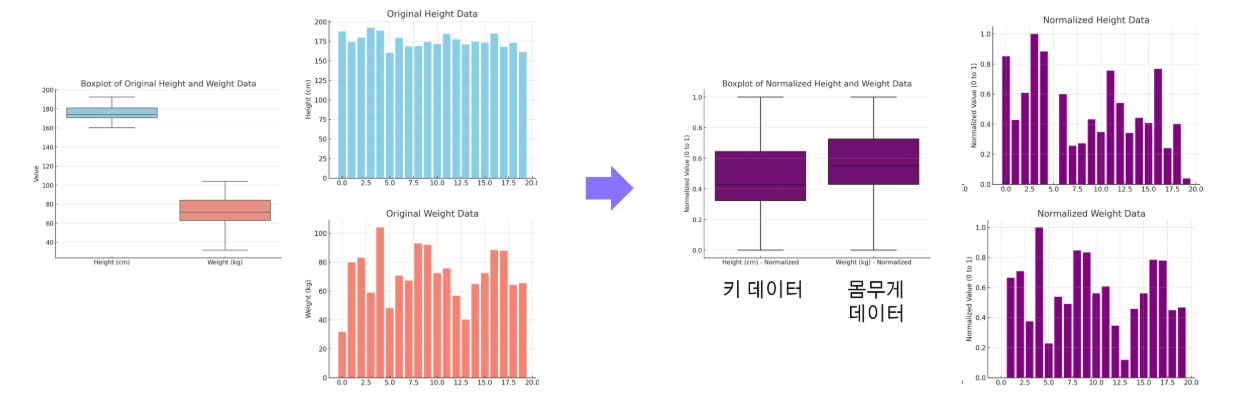 Boxplot of Original Height and Weight Data
Value
200
180
160
140
120
100
80
60
40
Height (cm) Weight (kg)
Original Height Data
Height (cm)
200
175
150
125
100
75
50
25
0
0.0 2.5 5.0 7.5 10.0 12.5 15.0 17.5 20.0
Original Weight Data
Weight (kg)
100
80
60
40
20
0
0.0 2.5 5.0 7.5 10.0 12.5 15.0 17.5 20.0
Boxplot of Normalized Height and Weight Data
Normalized Value (0 to 1)
1.0
0.8
0.6
0.4
0.2
0.0
Height (cm) - Normalized Weight (kg) - Normalized
키 데이터 몸무게
데이터
Normalized Height Data
Normalized Value (0 to 1)
1.0
0.8
0.6
0.4
0.2
0.0
.0 0.0 2.5 5.0 7.5 10.0 12.5 15.0 17.5 20.0
Normalized Weight Data
Normalized Value (0 to 1)
1.0
0.8
0.6
0.4
0.2
0.0
0.0 2.5 5.0 7.5 10.0 12.5 15.0 17.5 20.0